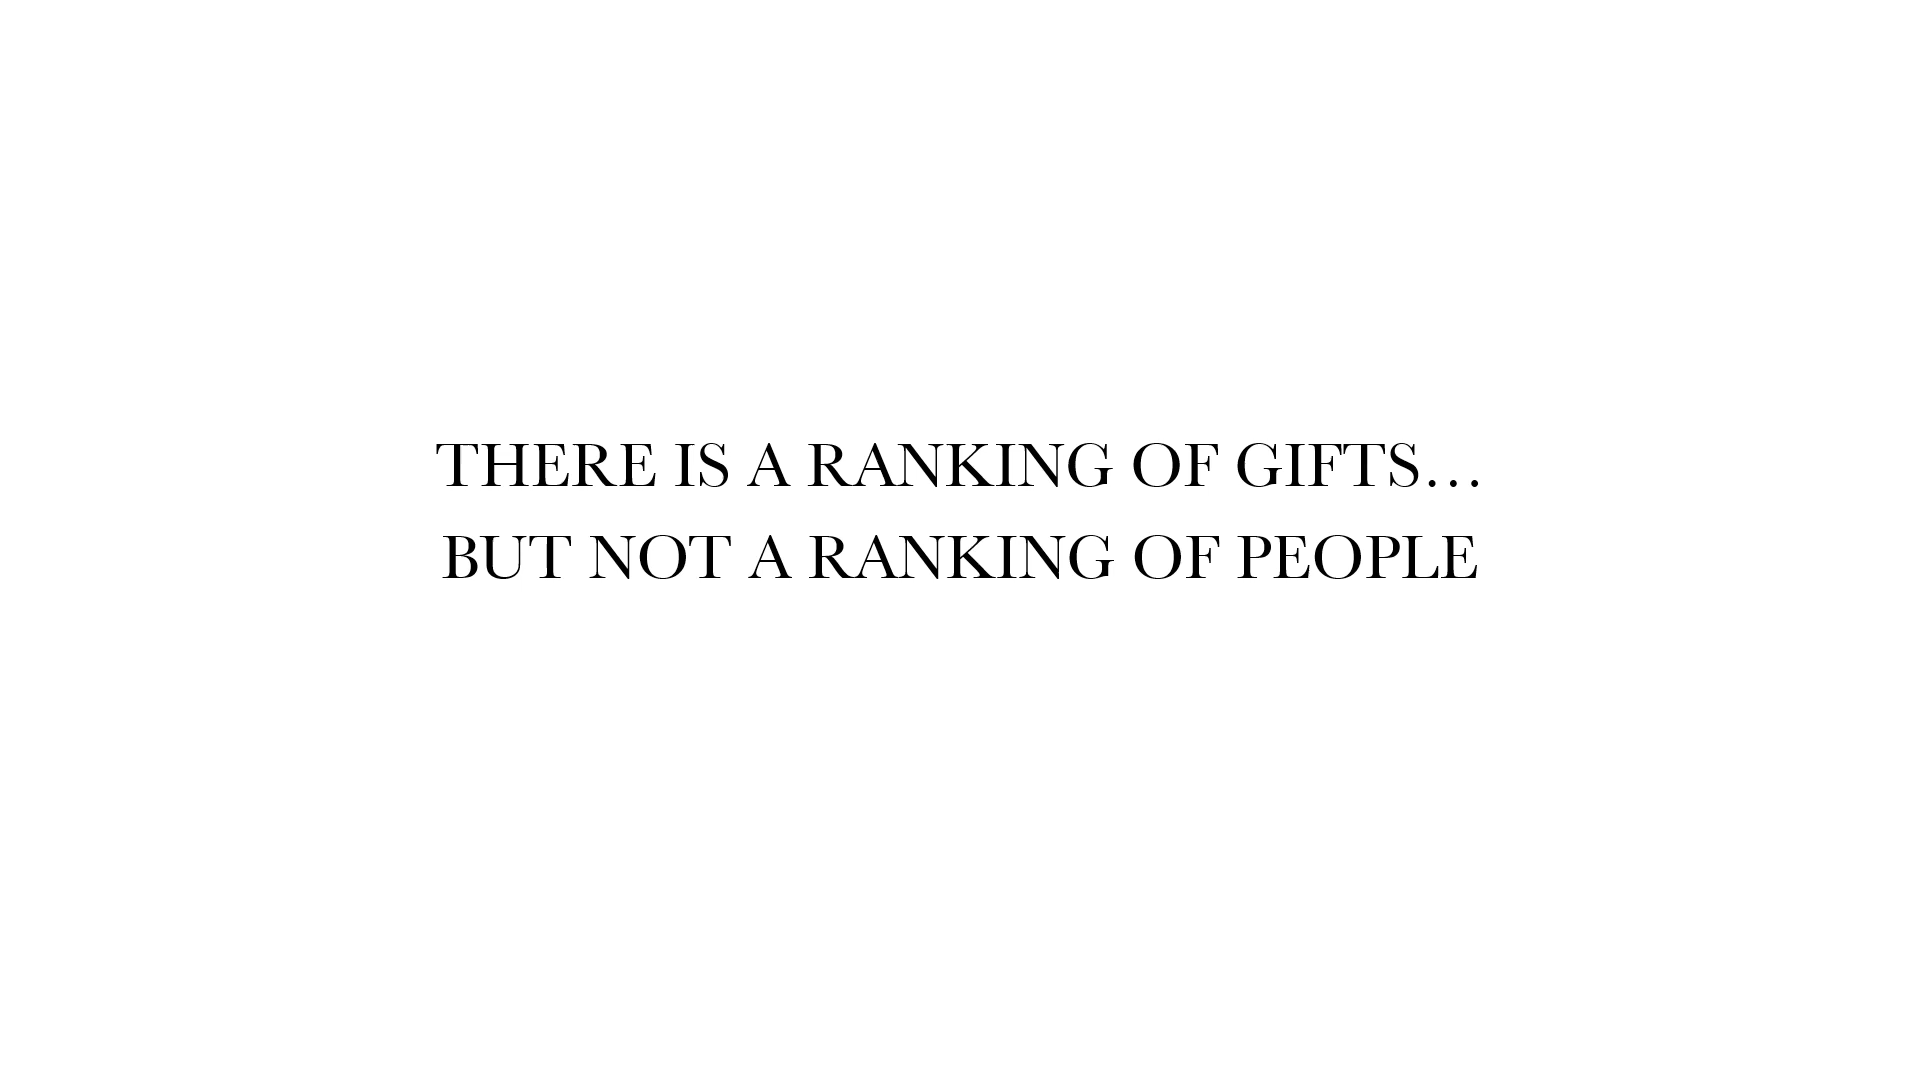 THERE IS A RANKING OF GIFTS...
BUT NOT A RANKING OF PEOPLE